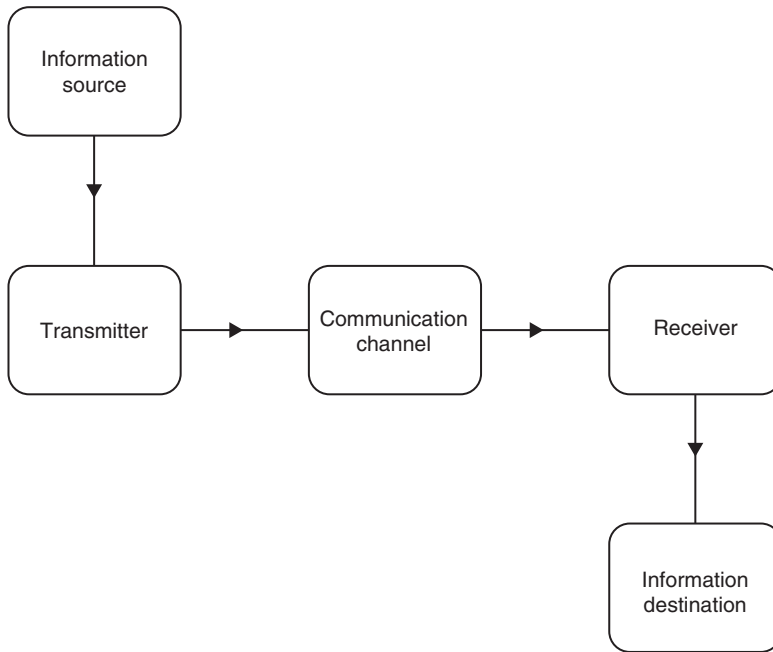 Information
source
Transmitter
Communication
channel
Receiver
Information
destination